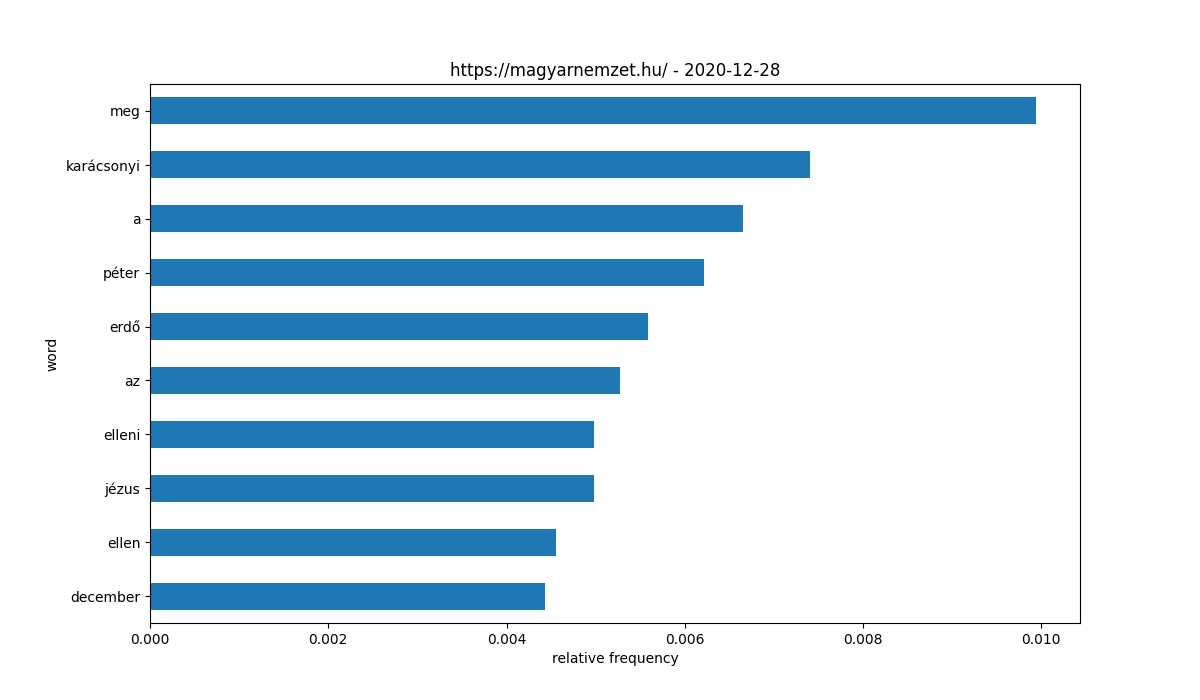 https://magyarnemzet.hu/ - 2020-12-28
meg
karácsonyi
a
péter
erdő
az
elleni
jézus
ellen
december
word
0.000 0.002 0.004 0.006 0.008 0.010
relative frequency